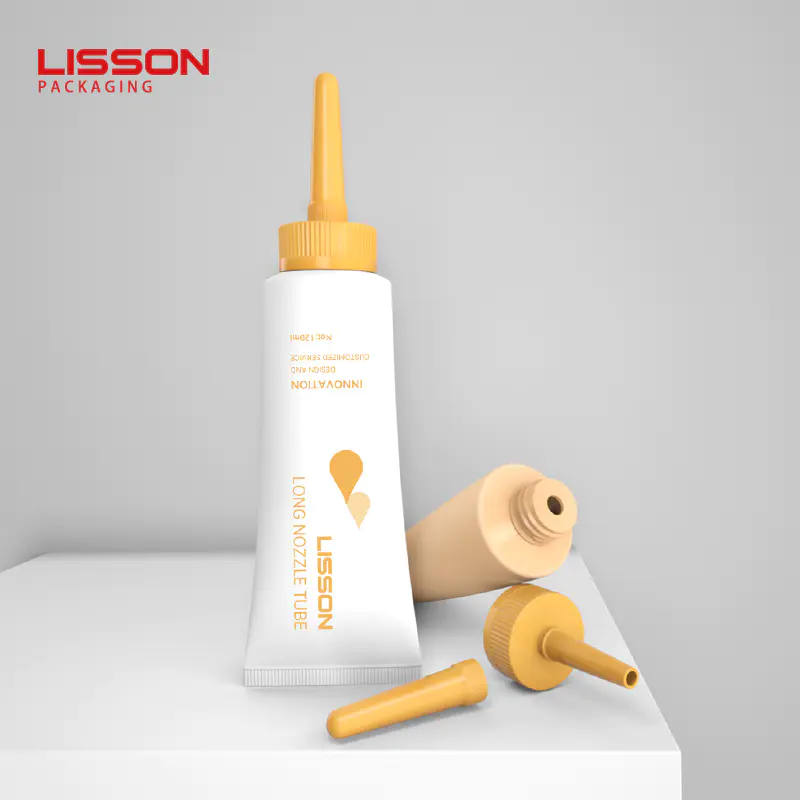 LISSON
PACKAGING
INNOVATION
DESIGN AND
CUSTOMIZED SERVICE
Net:120ml
LISSON
LONG NOZZLE TUBE